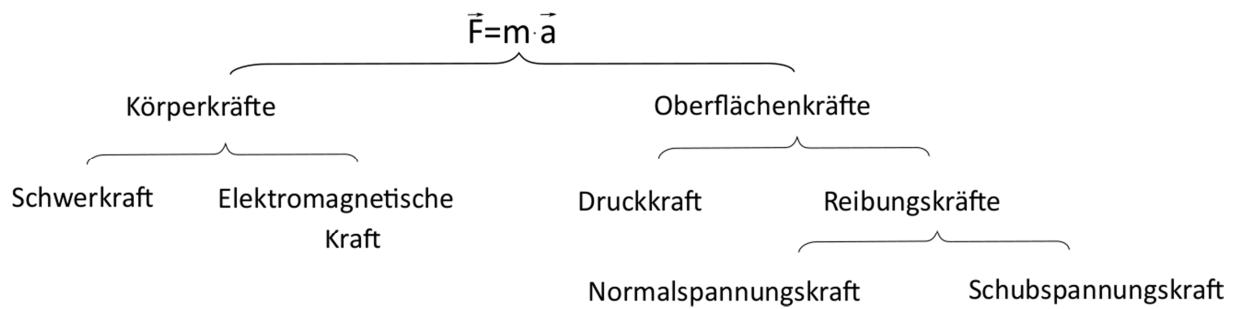 F⃗=m·a⃗
Körperkräfte
Oberflächenkräfte
Schwerkraft
Elektromagnetische
Kraft
Druckkraft
Reibungskräfte
Normalspannungskraft
Schubspannungskraft